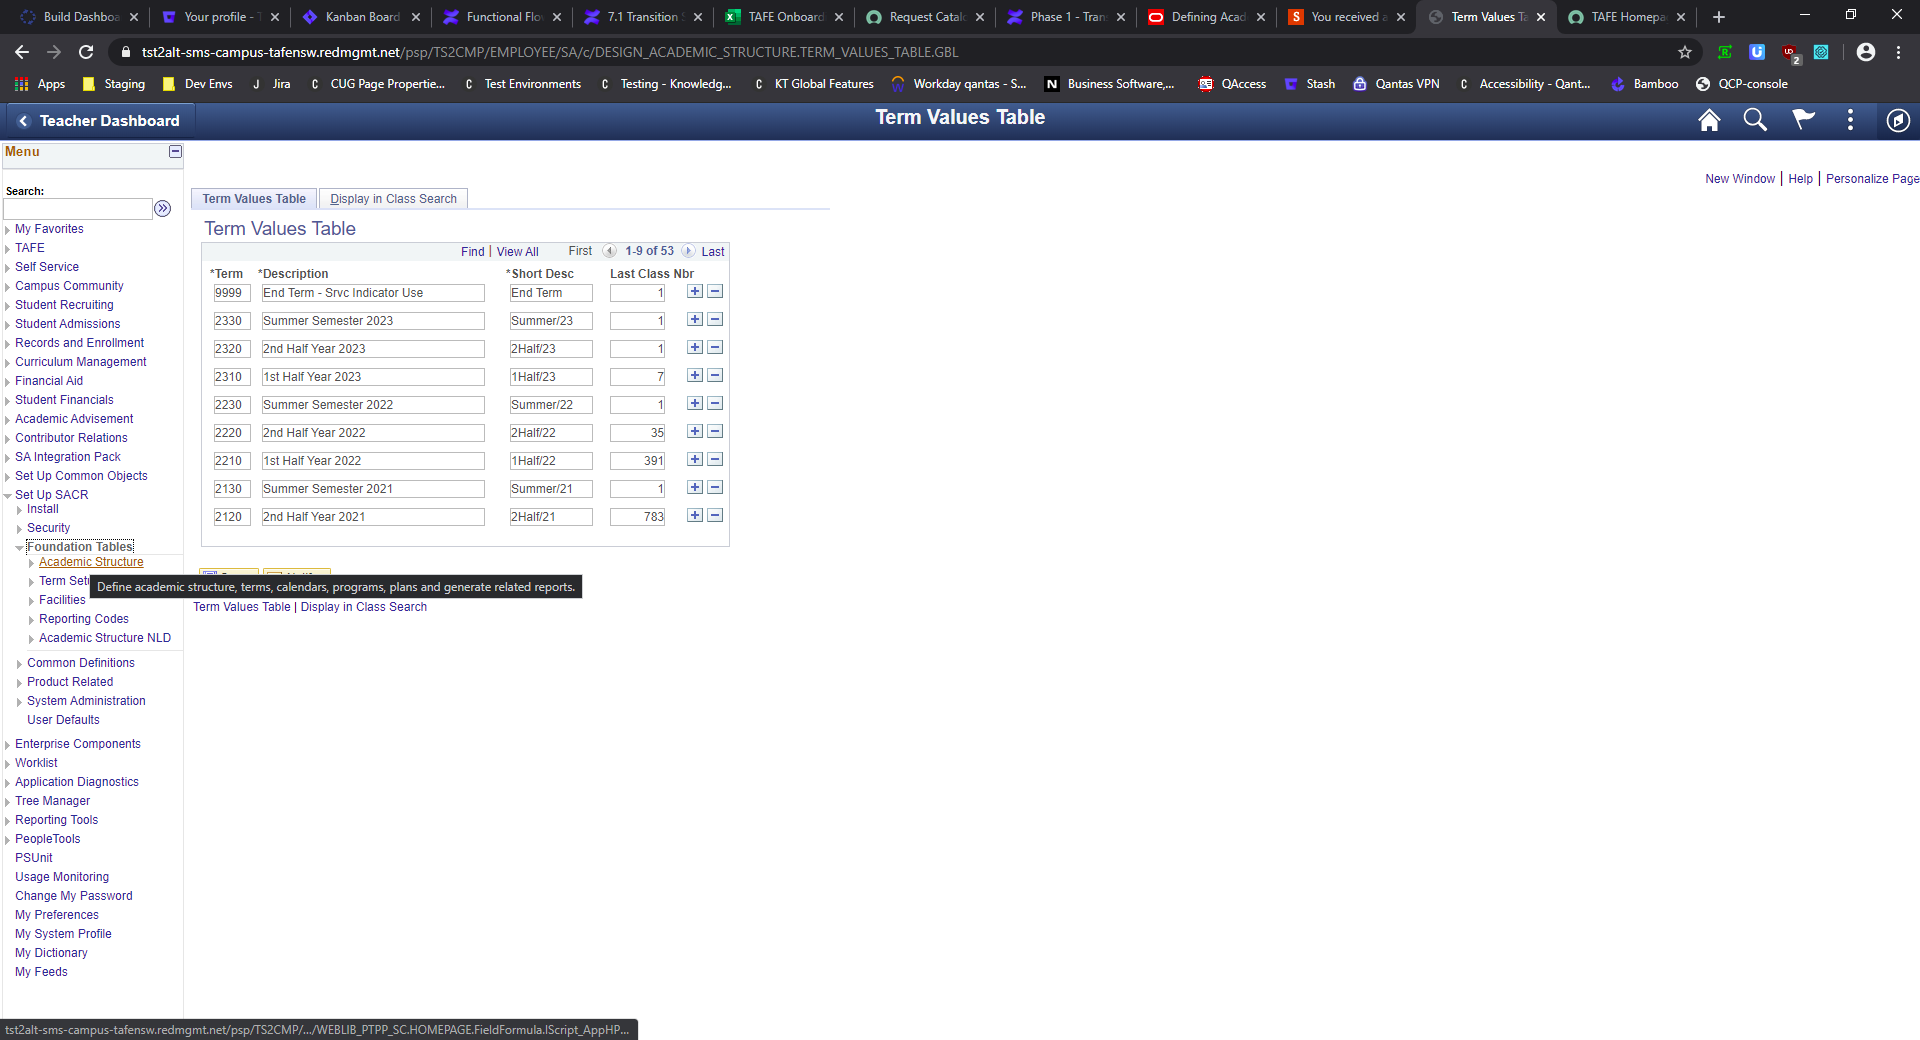 Build Dashboa
Your profile - T
Kanban Board
Functional Flo
7.1 Transition S
TAFE Onboard
Request Catalo
Phase 1 - Tran
Defining Acad
You received a
Term Values Ta
TAFE Homepa
tst2alt-sms-campus-tafensw.redmgmt.net/psp/TS2CMP/EMPLOYEE/SA/c/DESIGN_ACADEMIC_STRUCTURE.TERM_VALUES_TABLE.GBL
2
Apps
Staging
Dev Envs
J Jira
C CUG Page Propertie...
C Test Environments
C Testing - Knowledg...
C KT Global Features
Workday qantas - S...
N Business Software,...
QAccess
Stash
Qantas VPN
C Accessibility - Qant...
Bamboo
QCP-console
Teacher Dashboard
Term Values Table
Menu
New Window | Help | Personalize Page
Search:
My Favorites
TAFE
Self Service
Campus Community
Student Recruiting
Student Admissions
Records and Enrollment
Curriculum Management
Financial Aid
Student Financials
Academic Advisement
Contributor Relations
SA Integration Pack
Set Up Common Objects
Set Up SACR
Install
Security
Foundation Tables
Academic Structure
Term Setu
Define academic structure, terms, calendars, programs, plans and generate related reports.
Facilities
Reporting Codes
Academic Structure NLD
Common Definitions
Product Related
System Administration
User Defaults
Enterprise Components
Worklist
Application Diagnostics
Tree Manager
Reporting Tools
PeopleTools
PSUnit
Usage Monitoring
Change My Password
My Preferences
My System Profile
My Dictionary
My Feeds
Term Values Table
Display in Class Search
Term Values Table
Find | View All First 1-9 of 53 Last
*Term *Description *Short Desc Last Class Nbr
9999 End Term - Srvc Indicator Use End Term 1
2330 Summer Semester 2023 Summer/23 1
2320 2nd Half Year 2023 2Half/23 1
2310 1st Half Year 2023 1Half/23 7
2230 Summer Semester 2022 Summer/22 1
2220 2nd Half Year 2022 2Half/22 35
2210 1st Half Year 2022 1Half/22 391
2130 Summer Semester 2021 Summer/21 1
2120 2nd Half Year 2021 2Half/21 783
Term Values Table | Display in Class Search
tst2alt-sms-campus-tafensw.redmgmt.net/psp/TS2CMP/.../WEBLIB_PTPP_SC.HOMEPAGE.FieldFormula.IScript_AppHP...